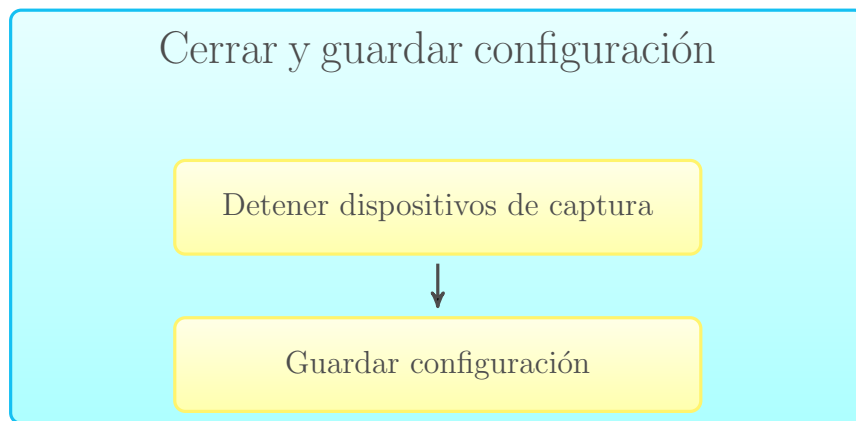 Cerrar y guardar configuración
Detener dispositivos de captura
Guardar configuración